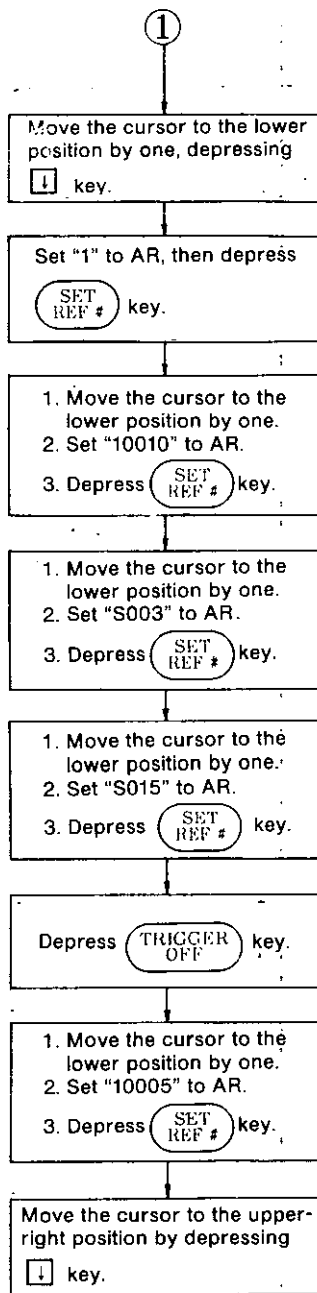 ①
Move the cursor to the lower
position by one, depressing
↓ key.
Set "1" to AR, then depress
SET
REF # key.
1. Move the cursor to the
lower position by one.
2. Set "10010" to AR.
3. Depress SET
REF # key.
1. Move the cursor to the
lower position by one.
2. Set "S003" to AR.
3. Depress SET
REF # key.
1. Move the cursor to the
lower position by one.
2. Set "S015" to AR.
3. Depress SET
REF # key.
Depress TRIGGER
OFF key.
1. Move the cursor to the
lower position by one.
2. Set "10005" to AR.
3. Depress SET
REF # key.
Move the cursor to the upper-
right position by depressing
↓ key.